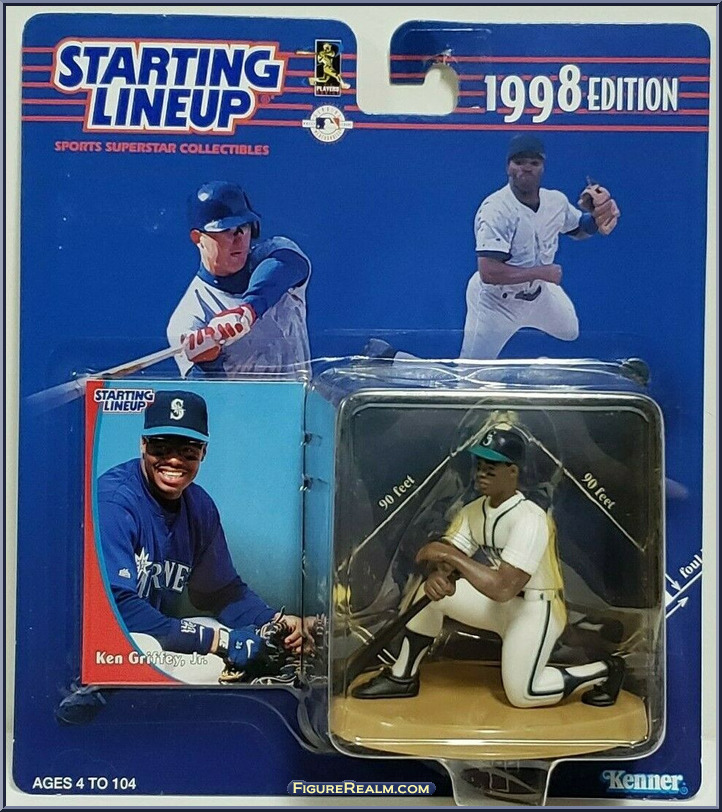 STARTING
LINEUP
SPORTS SUPERSTAR COLLECTIBLES
PLAYERS
1998 EDITION
STARTING
LINEUP
S
90 feet
90 feet
foul
Ken Griffey, Jr.
AGES 4 TO 104
FIGUREREALM.COM
Kenner